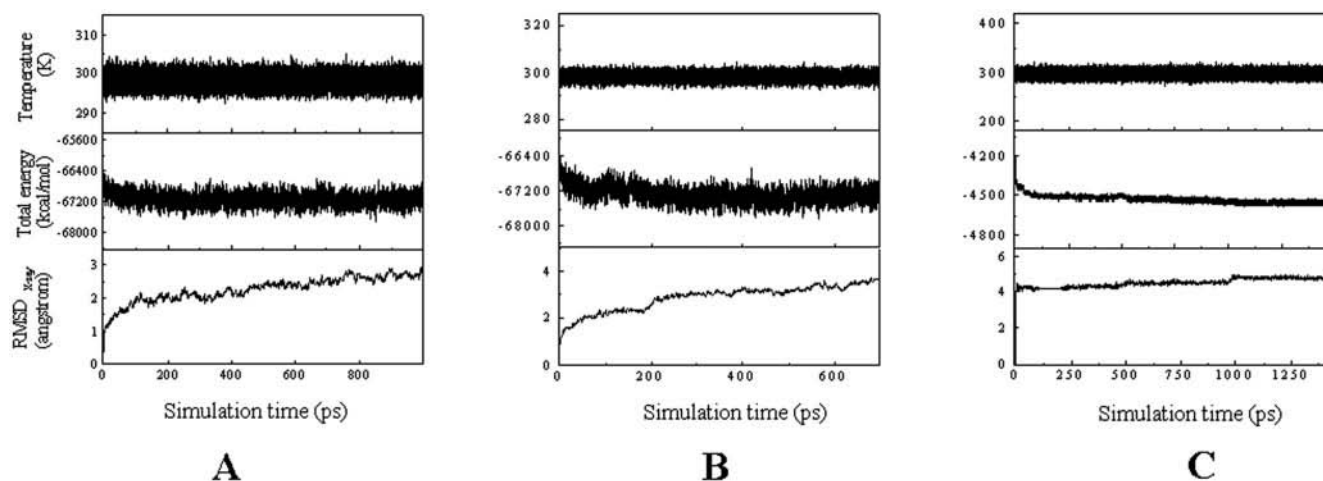 Temperature
(K)
310
300
290
320
300
280
400
300
200
Total energy
(kcal/mol)
-65600
-66400
-67200
-68000
-66400
-67200
-68000
-4200
-4500
-4800
RMSD X-ray
(angstrom)
3
2
1
0
4
2
0
6
4
2
0
0 200 400 600 800
0 200 400 600
0 250 500 750 1000 1250
Simulation time (ps) Simulation time (ps) Simulation time (ps)
A B C